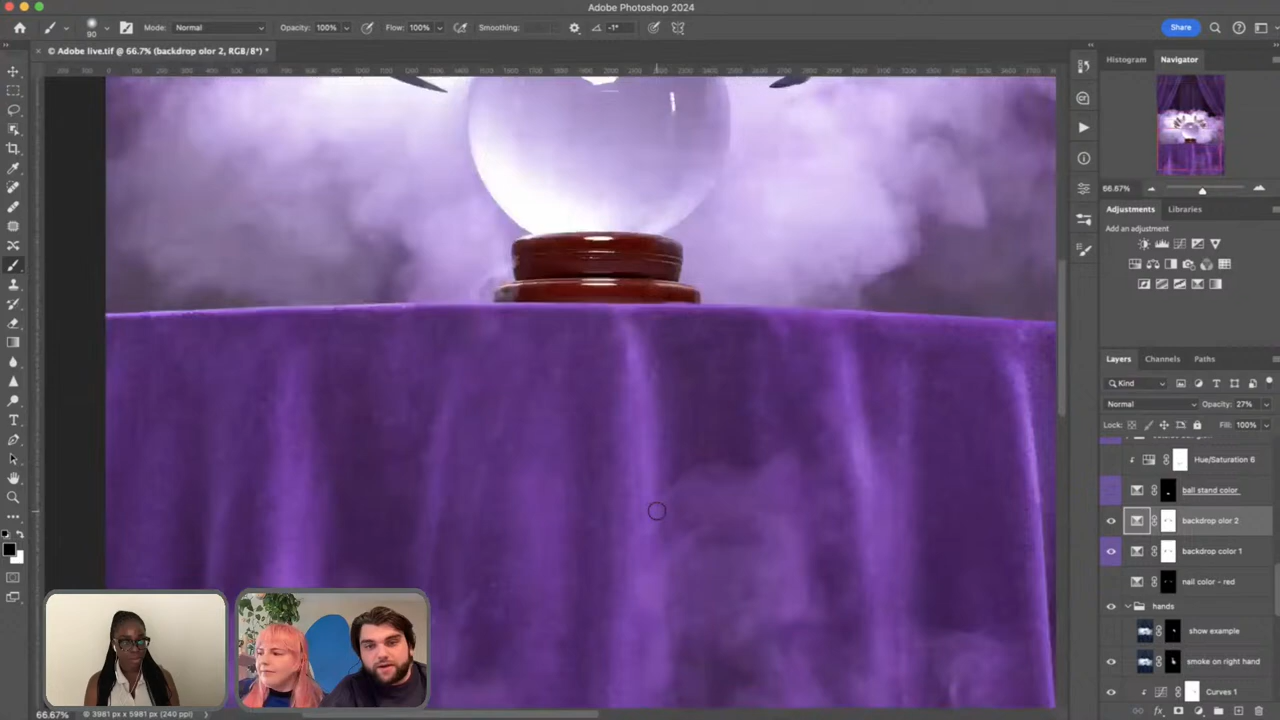 Adobe Photoshop 2024
90
Mode: Normal
Opacity: 100%
Flow: 100%
Smoothing:
-1°
Share
© Adobe live.tif @ 66.7% (backdrop olor 2, RGB/8*) *
Histogram
Navigator
66.67%
Adjustments
Libraries
Add an adjustment
Layers
Channels
Paths
Kind
Normal
Opacity: 27%
Lock:
Fill: 100%
Hue/Saturation 6
ball stand color
backdrop olor 2
backdrop color 1
nail color - red
hands
show example
smoke on right hand
Curves 1
66.67%
3981 px x 5981 px (240 ppi)